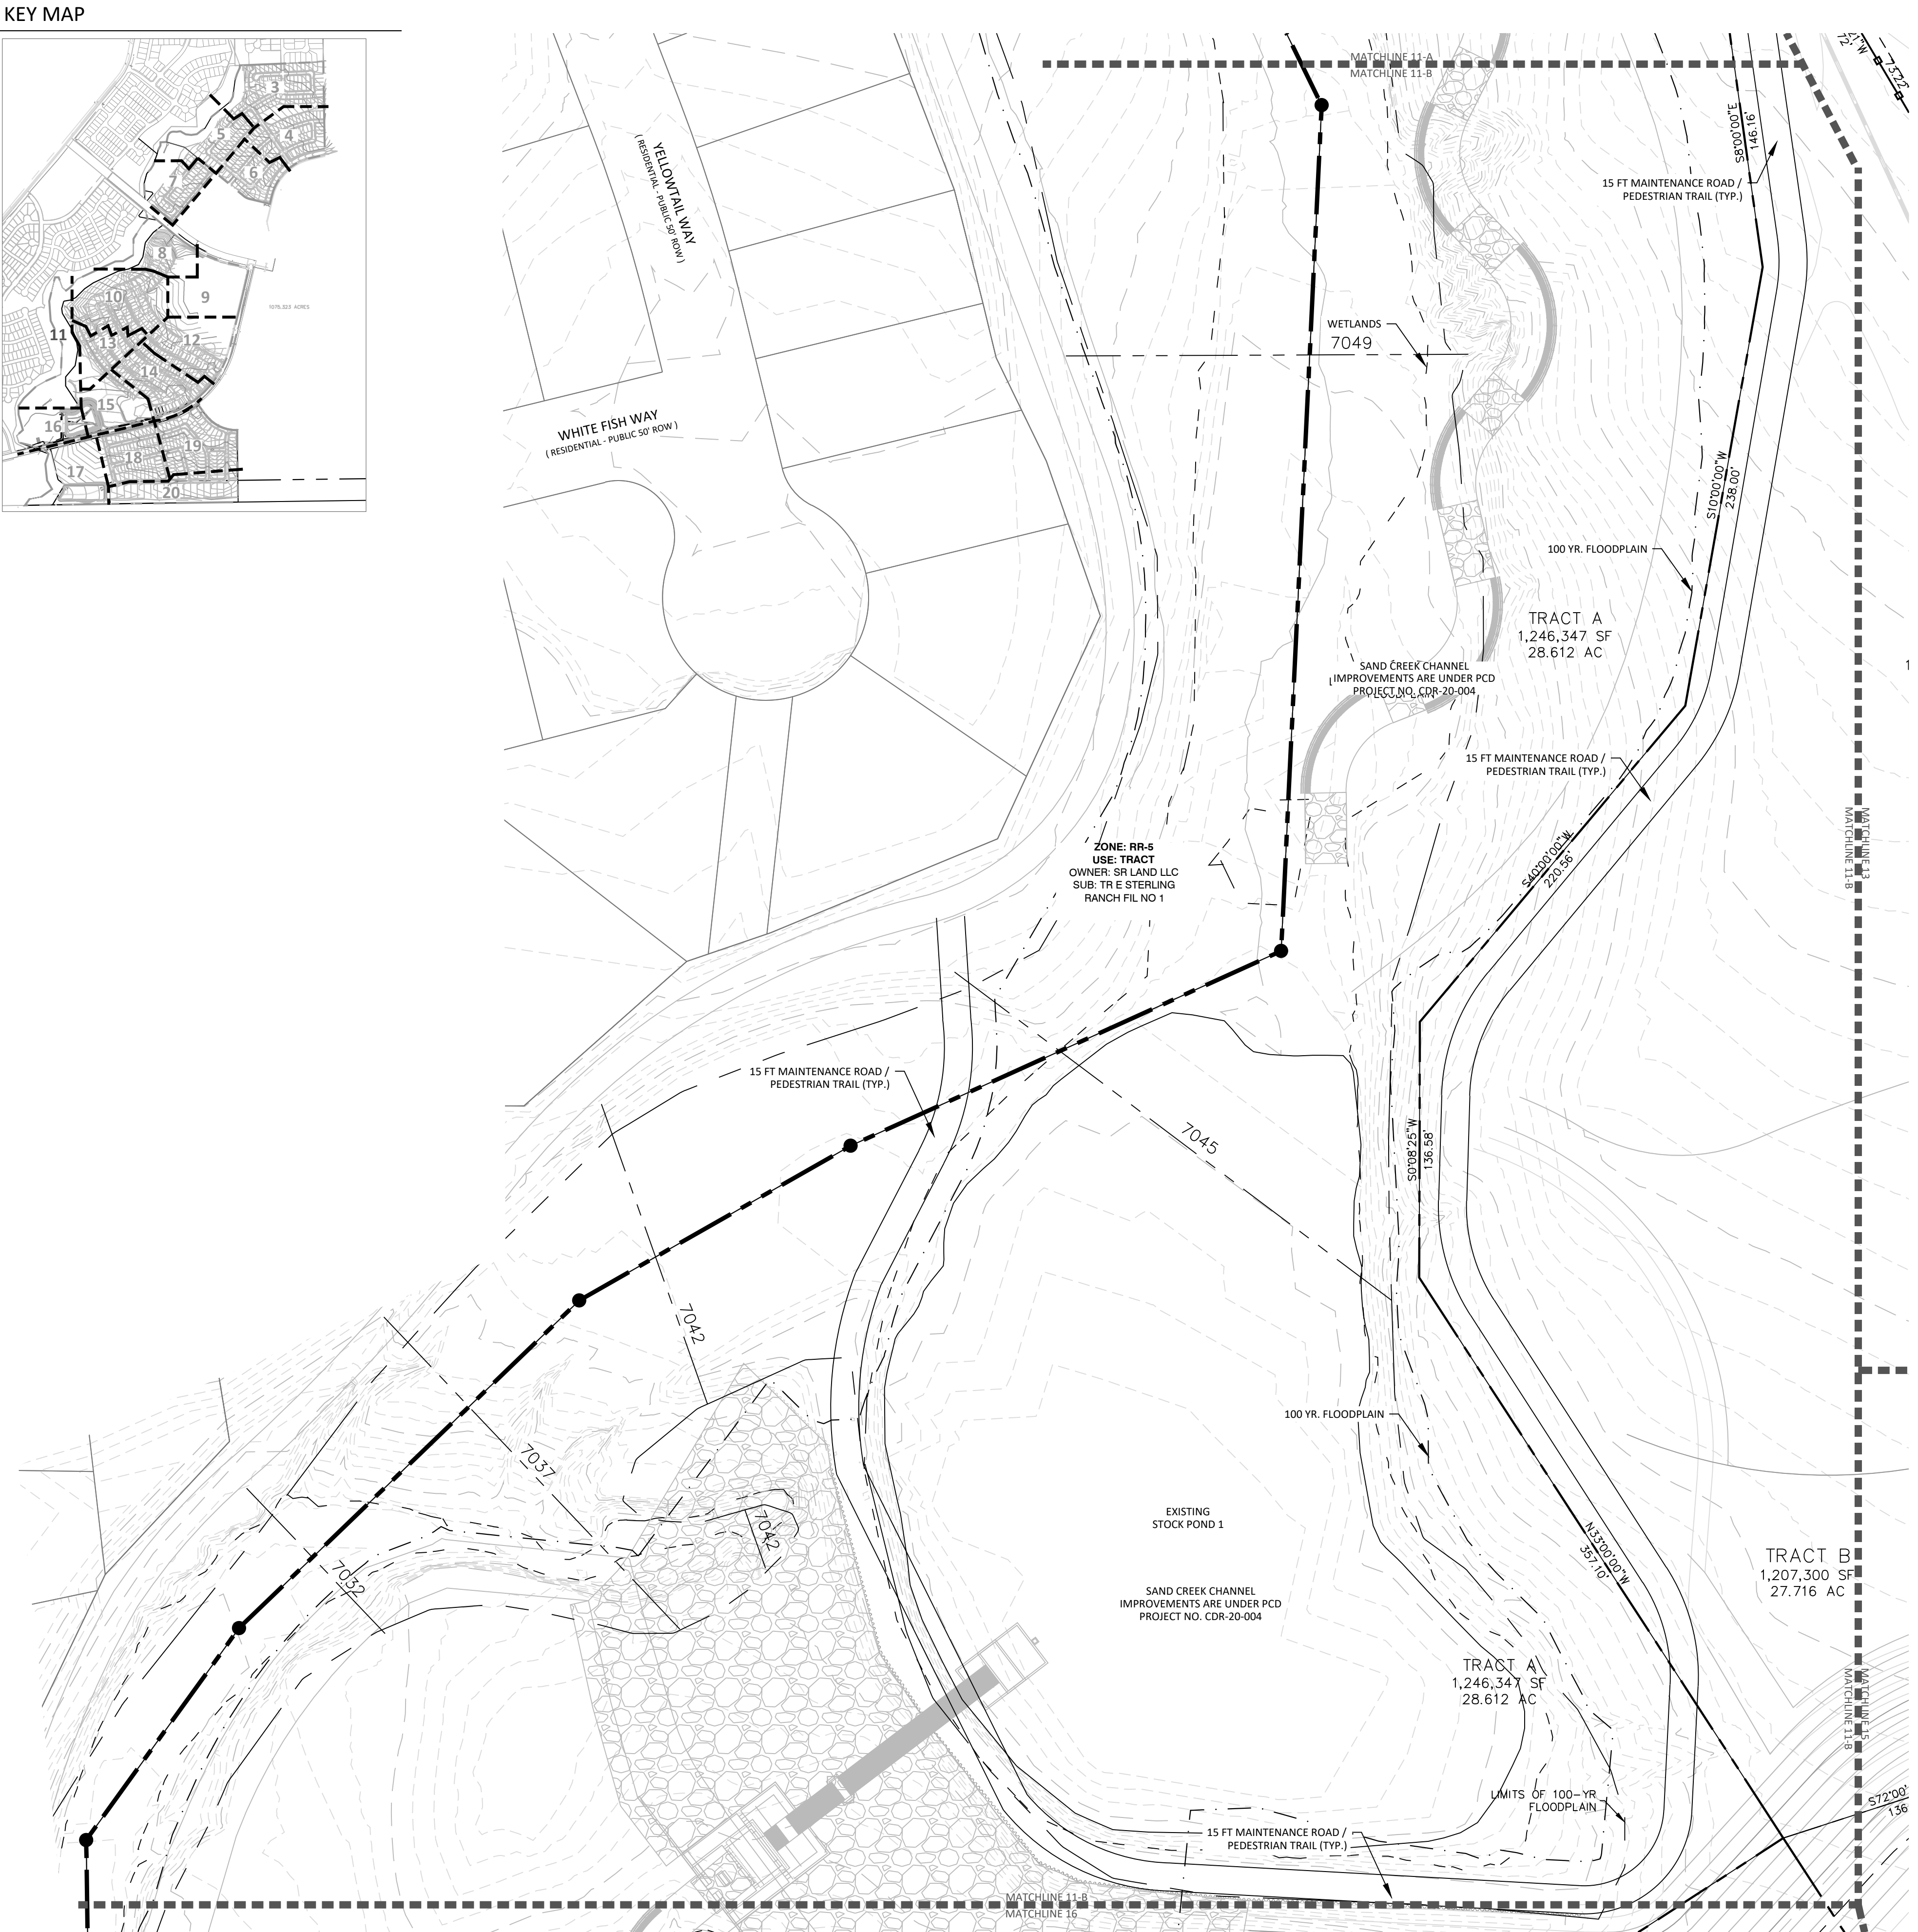 KEY MAP
3
5
4
6
7
8
10
9
1075.323 ACRES
11
13
12
14
15
16
19
18
17
20
MATCHLINE 11-A
MATCHLINE 11-B
72'
73.22'
S8°00'00"E
146.16'
15 FT MAINTENANCE ROAD /
PEDESTRIAN TRAIL (TYP.)
YELLOWTAIL WAY
( RESIDENTIAL - PUBLIC 50' ROW )
WETLANDS
7049
WHITE FISH WAY
( RESIDENTIAL - PUBLIC 50' ROW )
S10°00'00"W
238.00'
100 YR. FLOODPLAIN
TRACT A
1,246,347 SF
28.612 AC
SAND CREEK CHANNEL
IMPROVEMENTS ARE UNDER PCD
PROJECT NO. CDR-20-004
15 FT MAINTENANCE ROAD /
PEDESTRIAN TRAIL (TYP.)
MATCHLINE 13
MATCHLINE 11-B
S40°00'00"W
220.56'
ZONE: RR-5
USE: TRACT
OWNER: SR LAND LLC
SUB: TR E STERLING
RANCH FIL NO 1
15 FT MAINTENANCE ROAD /
PEDESTRIAN TRAIL (TYP.)
7045
S0°08'25"W
136.58'
7042
100 YR. FLOODPLAIN
7037
7042
7032
EXISTING
STOCK POND 1
N33°00'00"W
357.10'
TRACT B
1,207,300 SF
27.716 AC
SAND CREEK CHANNEL
IMPROVEMENTS ARE UNDER PCD
PROJECT NO. CDR-20-004
TRACT A
1,246,347 SF
28.612 AC
MATCHLINE 15
MATCHLINE 11-B
LIMITS OF 100-YR
FLOODPLAIN
S72°00'
136
15 FT MAINTENANCE ROAD /
PEDESTRIAN TRAIL (TYP.)
MATCHLINE 11-B
MATCHLINE 16